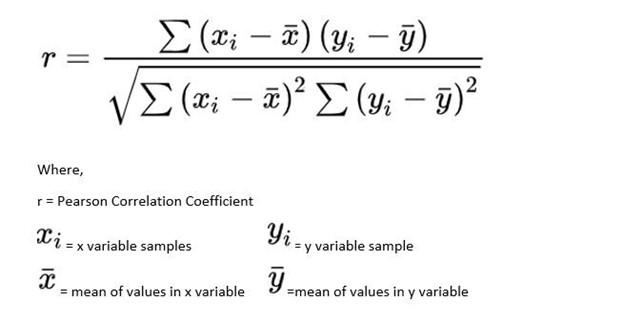 r = ∑ (xᵢ − x̄) (yᵢ − ȳ) / √∑ (xᵢ − x̄)² ∑ (yᵢ − ȳ)²
Where,
r = Pearson Correlation Coefficient
xᵢ = x variable samples yᵢ = y variable sample
x̄ = mean of values in x variable ȳ =mean of values in y variable